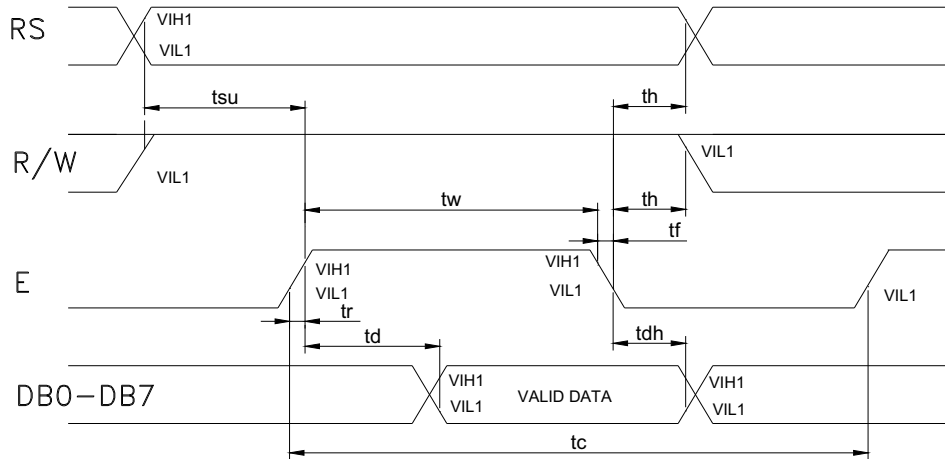 RS
VIH1
VIL1
tsu
th
R/W
VIL1
VIL1
tw
th
tf
E
VIH1
VIL1
VIH1
VIL1
VIL1
tr
td
tdh
DB0-DB7
VIH1
VIL1
VALID DATA
VIH1
VIL1
tc